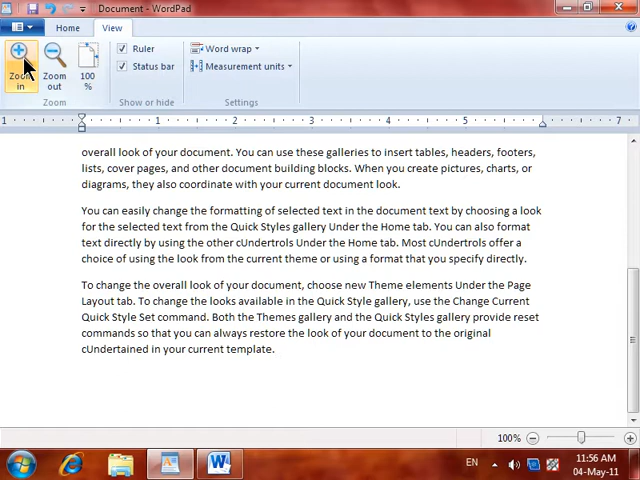 Document - WordPad
Home View
Zoom in
Zoom out
100 %
Ruler
Status bar
Word wrap
Measurement units
Zoom Show or hide Settings
1 1 2 3 4 5 6 7
overall look of your document. You can use these galleries to insert tables, headers, footers,
lists, cover pages, and other document building blocks. When you create pictures, charts, or
diagrams, they also coordinate with your current document look.
You can easily change the formatting of selected text in the document text by choosing a look
for the selected text from the Quick Styles gallery Under the Home tab. You can also format
text directly by using the other cUndertrols Under the Home tab. Most cUndertrols offer a
choice of using the look from the current theme or using a format that you specify directly.
To change the overall look of your document, choose new Theme elements Under the Page
Layout tab. To change the looks available in the Quick Style gallery, use the Change Current
Quick Style Set command. Both the Themes gallery and the Quick Styles gallery provide reset
commands so that you can always restore the look of your document to the original
cUndertained in your current template.
100%
EN
11:56 AM
04-May-11